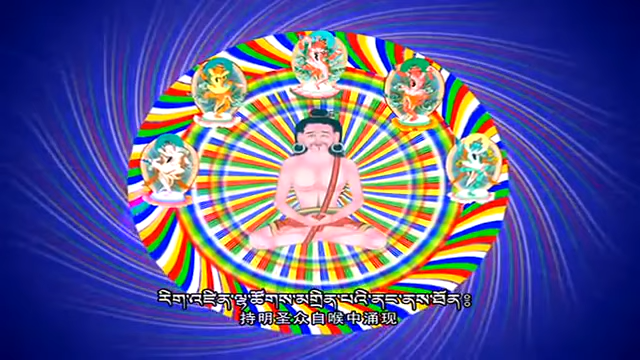 རིག་འཛིན་ལྷ་ཚོགས་མགྲིན་པའི་ནང་ནས་ཐོན༔
持明圣众自喉中涌现